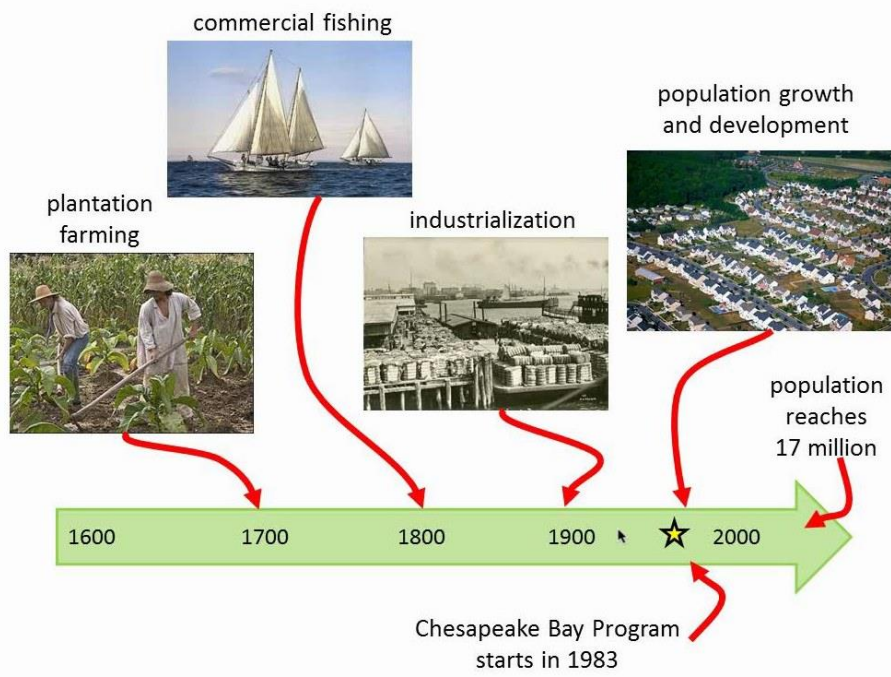 commercial fishing
population growth
and development
plantation
farming
industrialization
population
reaches
17 million
1600
1700
1800
1900
2000
Chesapeake Bay Program
starts in 1983